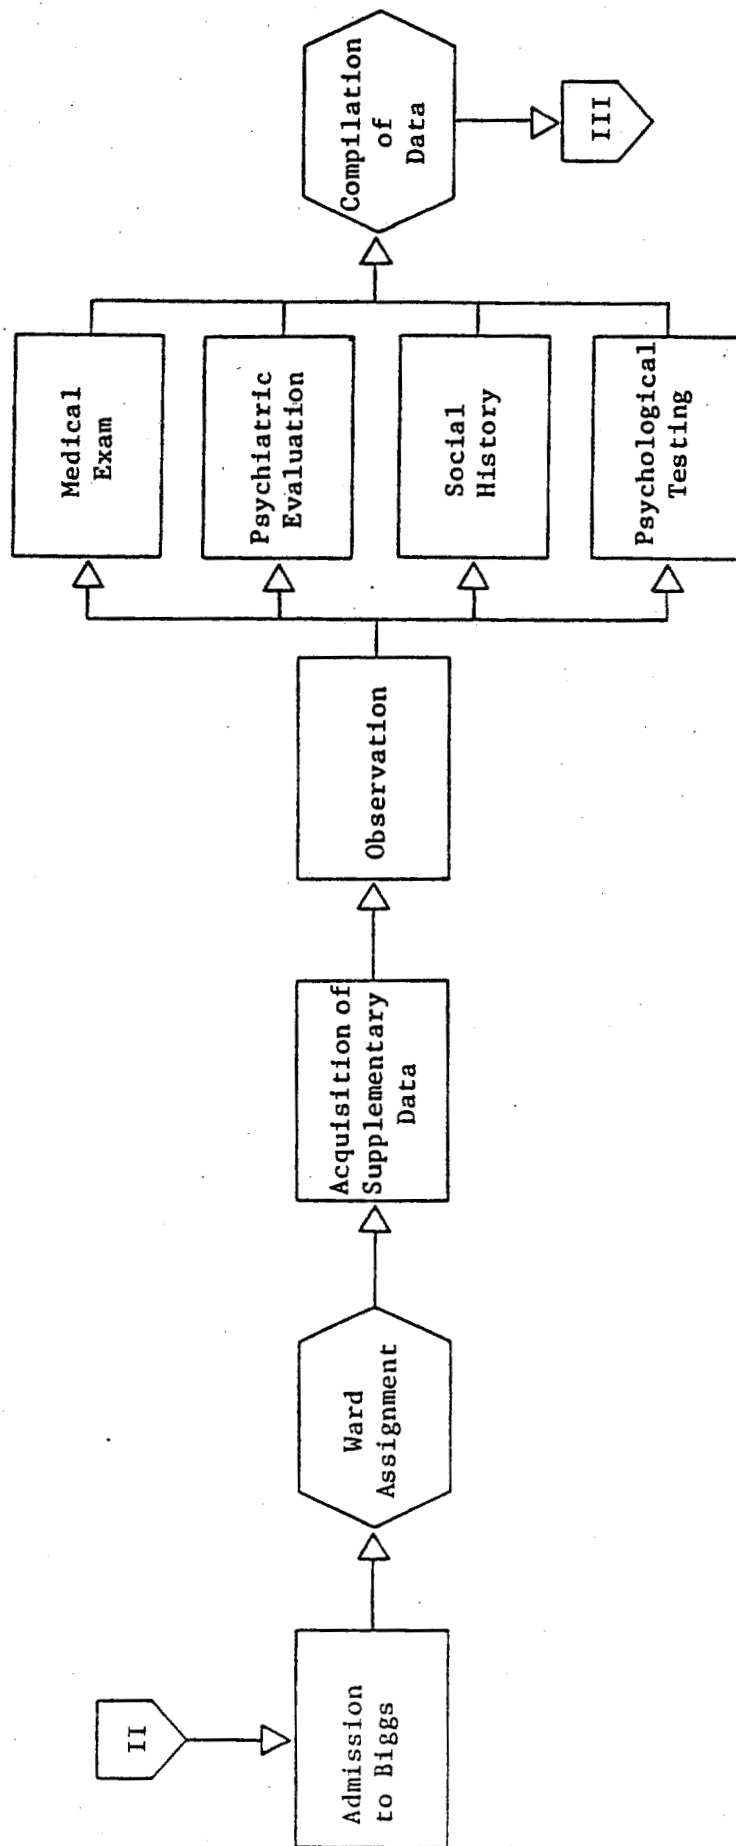 II
Admission
to Biggs
Ward
Assignment
Acquisition of
Supplementary
Data
Observation
Medical
Exam
Psychiatric
Evaluation
Social
History
Psychological
Testing
Compilation
of
Data
III